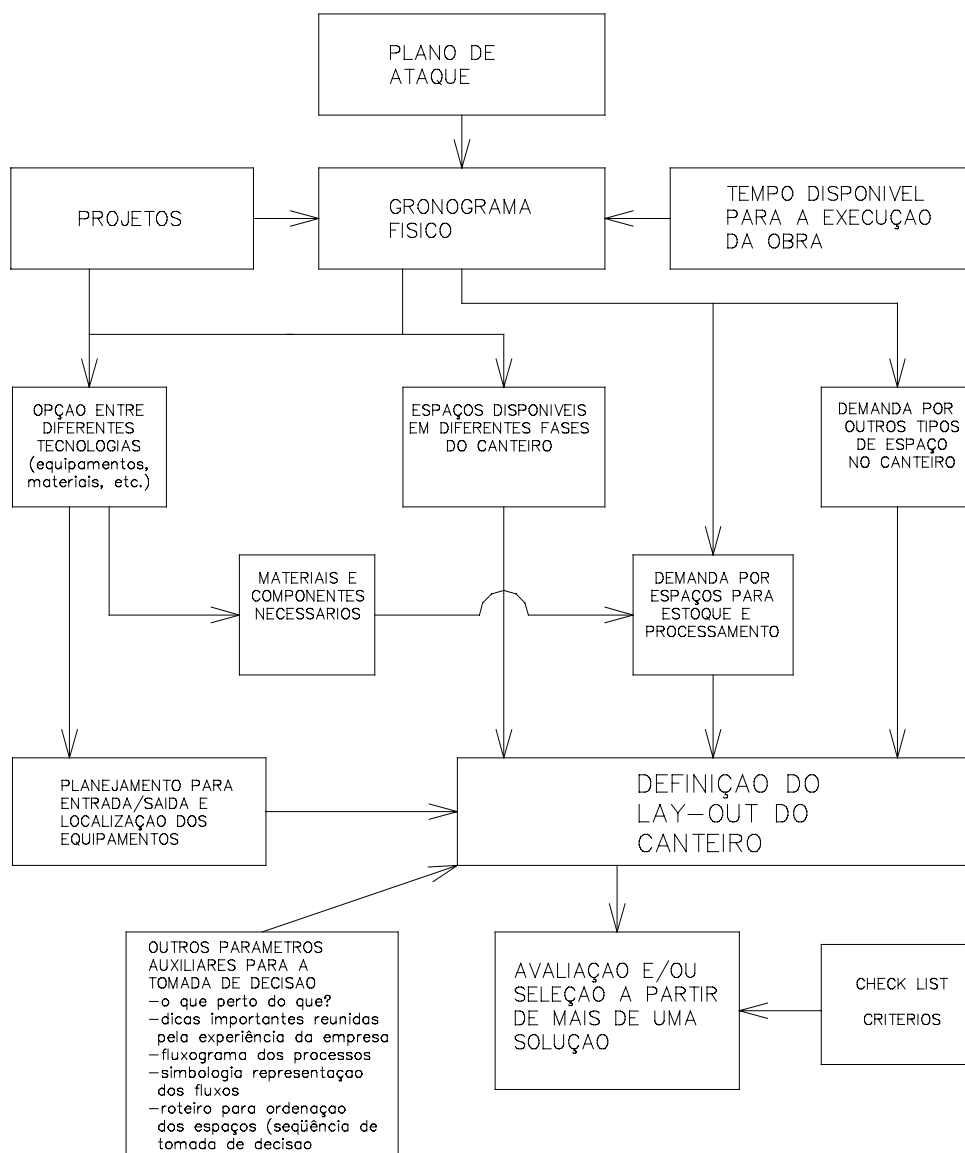 PLANO DE
ATAQUE
PROJETOS
GRONOGRAMA
FISICO
TEMPO DISPONIVEL
PARA A EXECUÇAO
DA OBRA
OPÇAO ENTRE
DIFERENTES
TECNOLOGIAS
(equipamentos,
materiais, etc.)
ESPAÇOS DISPONIVEIS
EM DIFERENTES FASES
DO CANTEIRO
DEMANDA POR
OUTROS TIPOS
DE ESPAÇO
NO CANTEIRO
MATERIAIS E
COMPONENTES
NECESSARIOS
DEMANDA POR
ESPAÇOS PARA
ESTOQUE E
PROCESSAMENTO
PLANEJAMENTO PARA
ENTRADA/SAIDA E
LOCALIZAÇAO DOS
EQUIPAMENTOS
DEFINIÇAO DO
LAY-OUT DO
CANTEIRO
OUTROS PARAMETROS
AUXILIARES PARA A
TOMADA DE DECISAO
-o que perto do que?
-dicas importantes reunidas
pela experiência da empresa
-fluxograma dos processos
-simbologia representaçao
dos fluxos
-roteiro para ordenaçao
dos espaços (seqüência de
tomada de decisao
AVALIAÇAO E/OU
SELEÇAO A PARTIR
DE MAIS DE UMA
SOLUÇAO
CHECK LIST
CRITERIOS